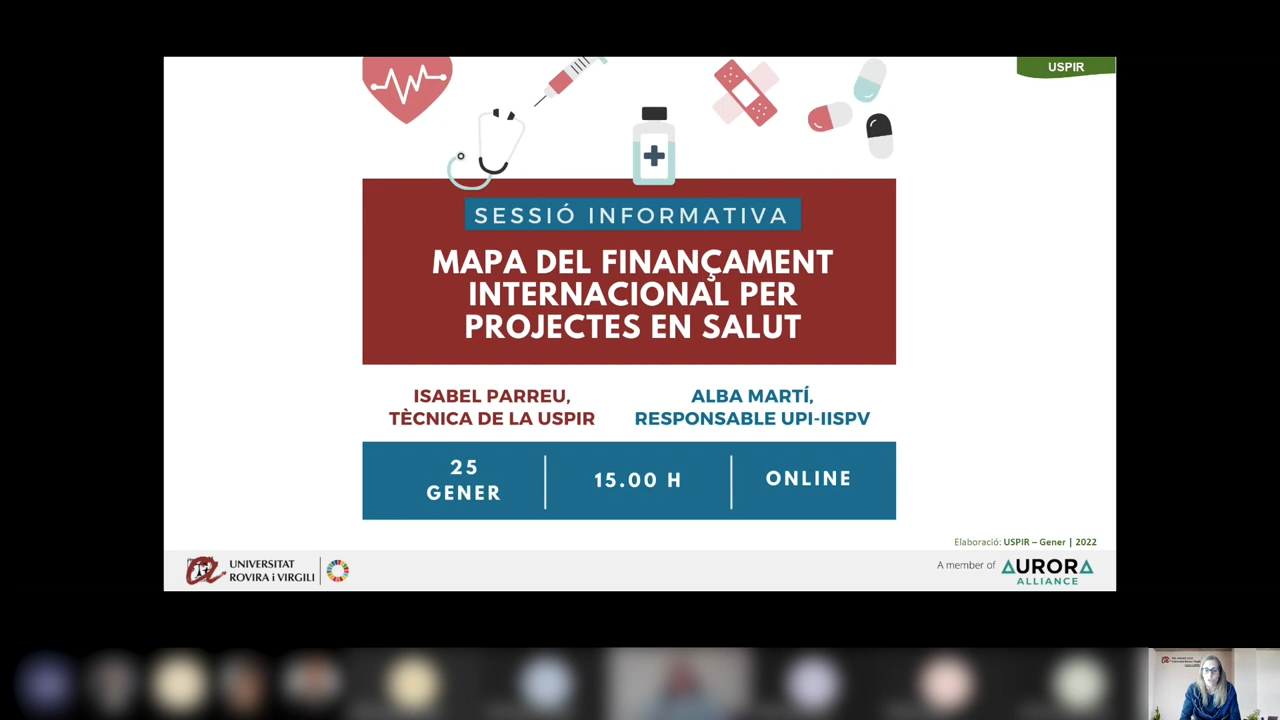 USPIR
SESSIÓ INFORMATIVA
MAPA DEL FINANÇAMENT
INTERNACIONAL PER
PROJECTES EN SALUT
ISABEL PARREU,
TÈCNICA DE LA USPIR
ALBA MARTÍ,
RESPONSABLE UPI-IISPV
25
GENER
15.00 H
ONLINE
Elaboració: USPIR – Gener | 2022
UNIVERSITAT
ROVIRA i VIRGILI
A member of
AURORA
ALLIANCE